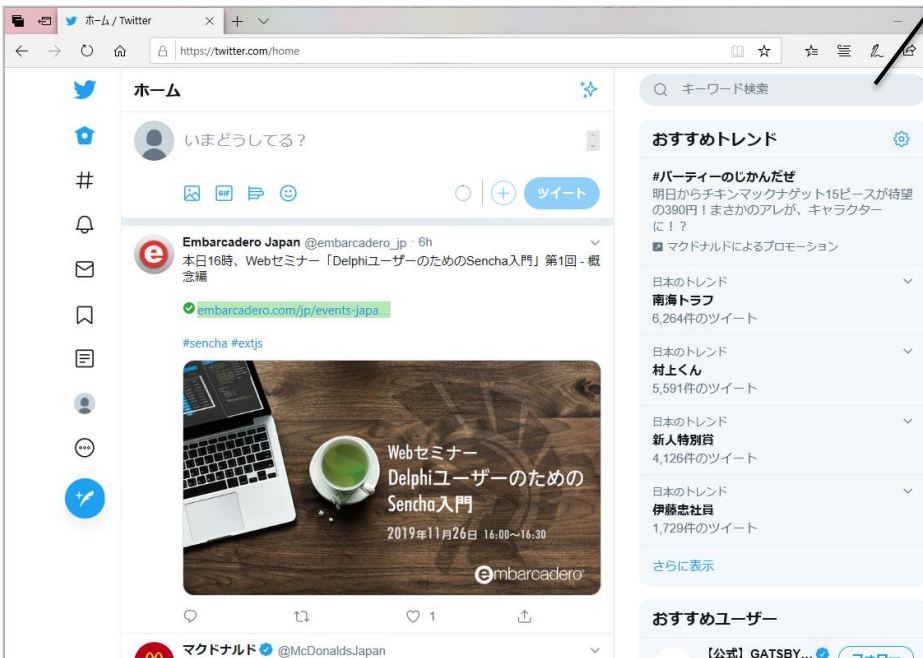 ホーム / Twitter
https://twitter.com/home
ホーム
いまどうしてる？
GIF
ツイート
Embarcadero Japan @embarcadero_jp · 6h
本日16時、Webセミナー「DelphiユーザーのためのSencha入門」第1回 - 概
念編
embarcadero.com/jp/events-japa...
#sencha #extjs
Webセミナー
Delphiユーザーのための
Sencha入門
2019年11月26日 16:00～16:30
embarcadero
1
マクドナルド @McDonaldsJapan
キーワード検索
おすすめトレンド
#パーティーのじかんだぜ
明日からチキンマックナゲット15ピースが待望
の390円！まさかのアレが、キャラクター
に！？
マクドナルドによるプロモーション
日本のトレンド
南海トラフ
6,264件のツイート
日本のトレンド
村上くん
5,591件のツイート
日本のトレンド
新人特別賞
4,126件のツイート
日本のトレンド
伊藤忠社員
1,729件のツイート
さらに表示
おすすめユーザー
【公式】GATSBY...
フォロー